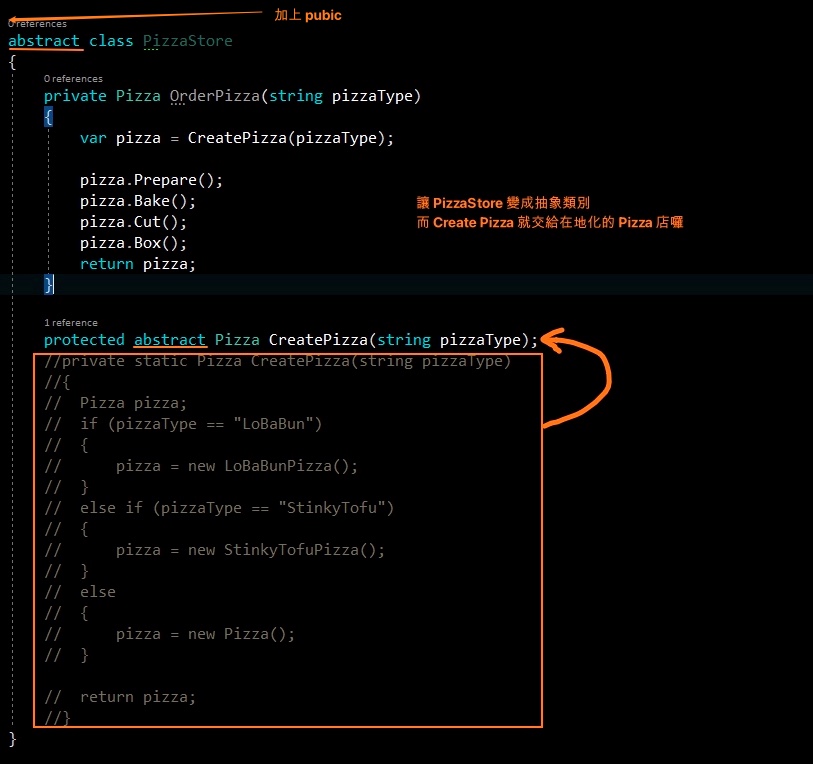 加上 pubic
0 references
abstract class PizzaStore
{
0 references
private Pizza OrderPizza(string pizzaType)
{
var pizza = CreatePizza(pizzaType);
pizza.Prepare();
pizza.Bake();
讓 PizzaStore 變成抽象類別
pizza.Cut();
而 Create Pizza 就交給在地化的 Pizza 店囉
pizza.Box();
return pizza;
}
1 reference
protected abstract Pizza CreatePizza(string pizzaType);
//private static Pizza CreatePizza(string pizzaType)
//{
// Pizza pizza;
// if (pizzaType == "LoBaBun")
// {
// pizza = new LoBaBunPizza();
// }
// else if (pizzaType == "StinkyTofu")
// {
// pizza = new StinkyTofuPizza();
// }
// else
// {
// pizza = new Pizza();
// }
// return pizza;
//}
}